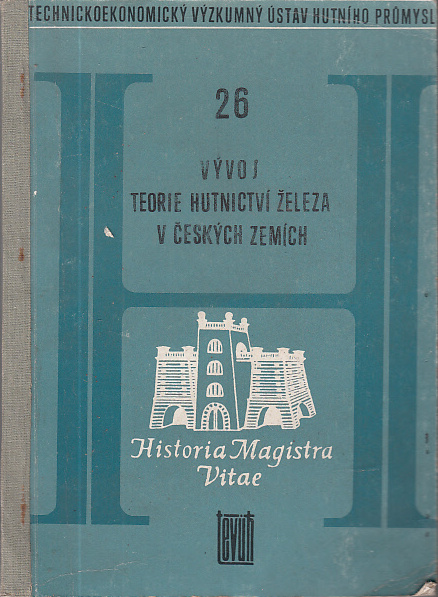 TECHNICKOEKONOMICKÝ VÝZKUMNÝ ÚSTAV HUTNÍHO PRŮMYSL
26
VÝVOJ
TEORIE HUTNICTVÍ ŽELEZA
V ČESKÝCH ZEMÍCH
Historia Magistra
Vitae
tevúh